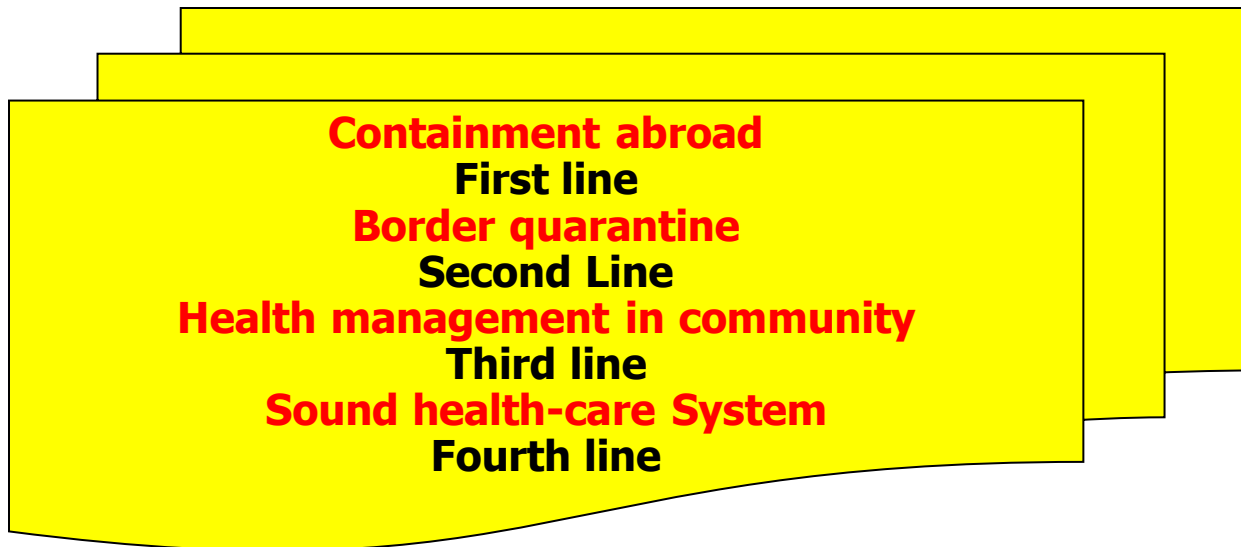 Containment abroad
First line
Border quarantine
Second Line
Health management in community
Third line
Sound health-care System
Fourth line